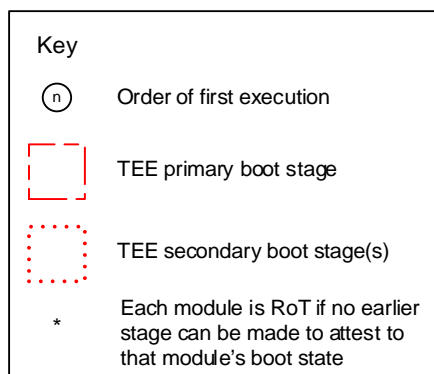 Key
n Order of first execution
TEE primary boot stage
TEE secondary boot stage(s)
Each module is RoT if no earlier
* stage can be made to attest to
that module's boot state